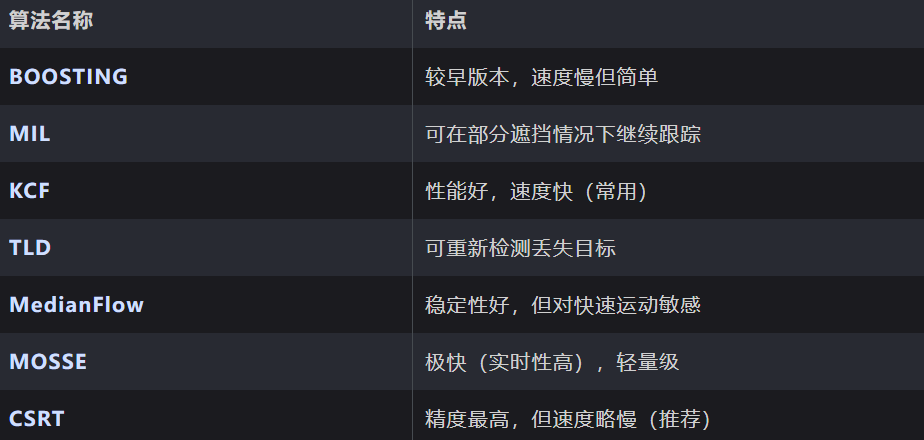 算法名称 特点
BOOSTING 较早版本，速度慢但简单
MIL 可在部分遮挡情况下继续跟踪
KCF 性能好，速度快（常用）
TLD 可重新检测丢失目标
MedianFlow 稳定性好，但对快速运动敏感
MOSSE 极快（实时性高），轻量级
CSRT 精度最高，但速度略慢（推荐）